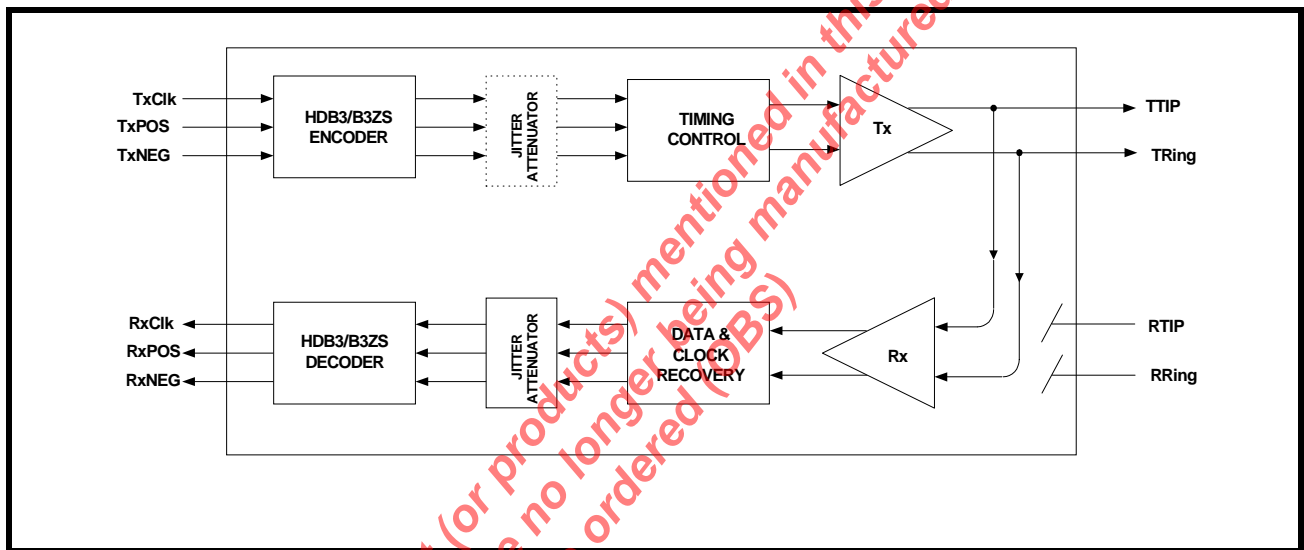 TxClk
TxPOS
TxNEG
HDB3/B3ZS
ENCODER
JITTER
ATTENUATOR
TIMING
CONTROL
Tx
TTIP
TRing
RxClk
RxPOS
RxNEG
HDB3/B3ZS
DECODER
JITTER
ATTENUATOR
DATA &
CLOCK
RECOVERY
Rx
RTIP
RRing
(or products) mentioned in this
no longer being manufactured
ordered (OBS)